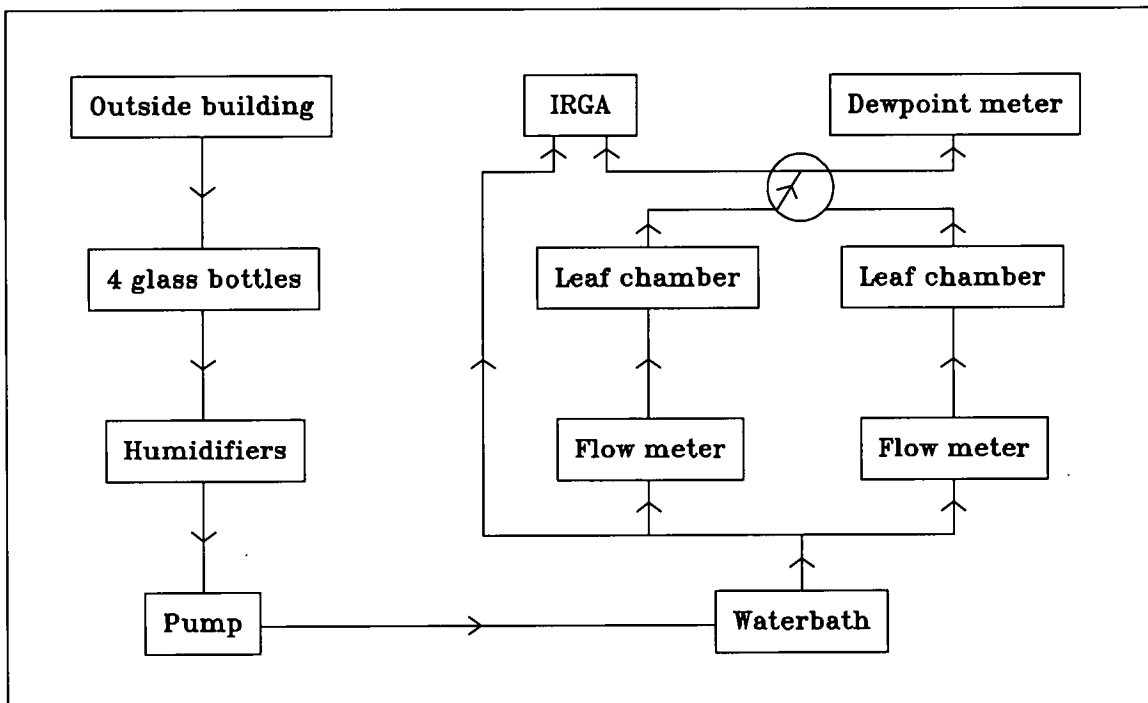 Outside building
4 glass bottles
Humidifiers
Pump
IRGA
Dewpoint meter
Leaf chamber
Leaf chamber
Flow meter
Flow meter
Waterbath